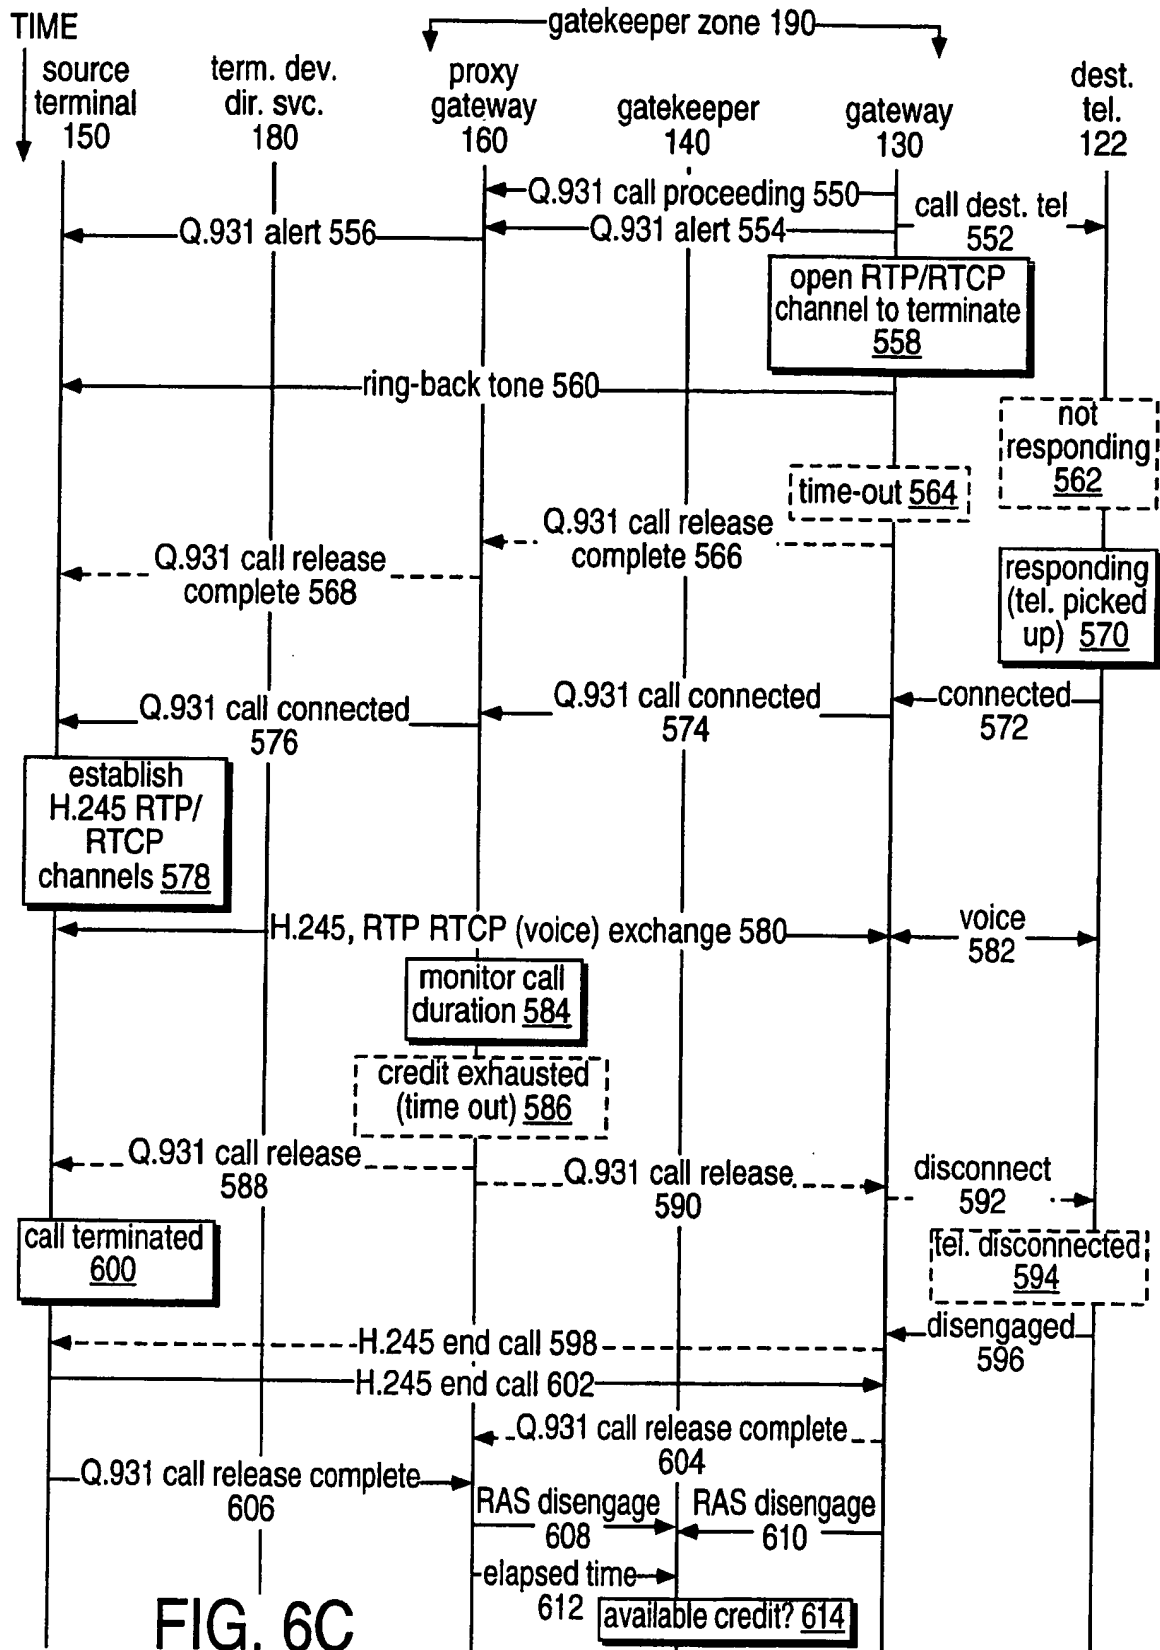 TIME
gatekeeper zone 190
source
terminal
150
term. dev.
dir. svc.
180
proxy
gateway
160
gatekeeper
140
gateway
130
dest.
tel.
122
Q.931 call proceeding 550
call dest. tel
552
Q.931 alert 556
Q.931 alert 554
open RTP/RTCP
channel to terminate
558
ring-back tone 560
not
responding
562
time-out 564
Q.931 call release
complete 566
Q.931 call release
complete 568
responding
(tel. picked
up) 570
Q.931 call connected
576
Q.931 call connected
574
connected
572
establish
H.245 RTP/
RTCP
channels 578
H.245, RTP RTCP (voice) exchange 580
voice
582
monitor call
duration 584
credit exhausted
(time out) 586
Q.931 call release
588
Q.931 call release
590
disconnect
592
call terminated
600
tel. disconnected
594
H.245 end call 598
disengaged
596
H.245 end call 602
Q.931 call release complete
604
Q.931 call release complete
606
RAS disengage
608
RAS disengage
610
elapsed time
612
available credit? 614
FIG. 6C